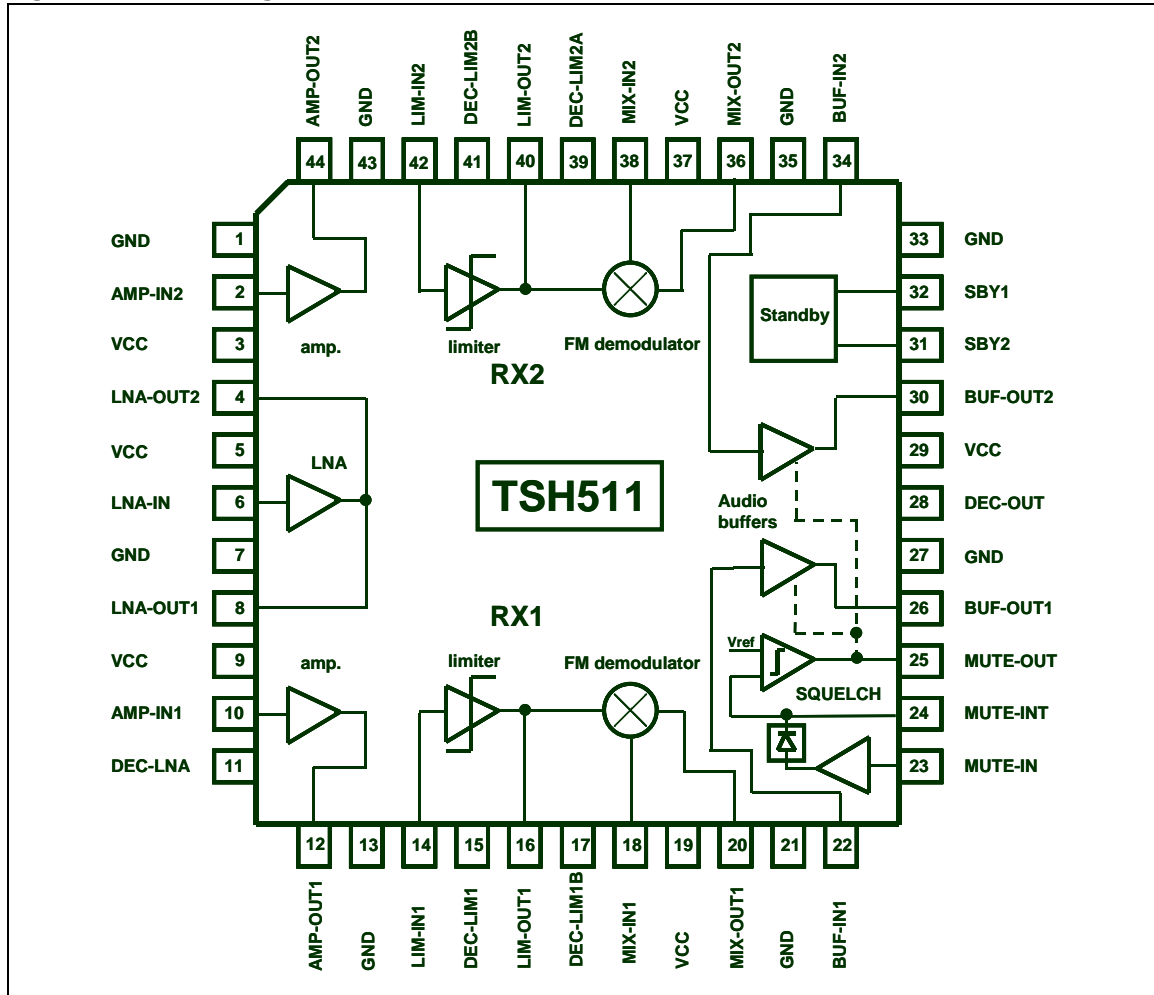 AMP-OUT2
GND
LIM-IN2
DEC-LIM2B
LIM-OUT2
DEC-LIM2A
MIX-IN2
VCC
MIX-OUT2
GND
BUF-IN2
44
43
42
41
40
39
38
37
36
35
34
GND
1
AMP-IN2
2
VCC
3
LNA-OUT2
4
VCC
5
LNA-IN
6
GND
7
LNA-OUT1
8
VCC
9
AMP-IN1
10
DEC-LNA
11
amp.
limiter
FM demodulator
RX2
Standby
LNA
TSH511
Audio
buffers
RX1
amp.
limiter
FM demodulator
Vref
SQUELCH
33
GND
32
SBY1
31
SBY2
30
BUF-OUT2
29
VCC
28
DEC-OUT
27
GND
26
BUF-OUT1
25
MUTE-OUT
24
MUTE-INT
23
MUTE-IN
12
13
14
15
16
17
18
19
20
21
22
AMP-OUT1
GND
LIM-IN1
DEC-LIM1
LIM-OUT1
DEC-LIM1B
MIX-IN1
VCC
MIX-OUT1
GND
BUF-IN1